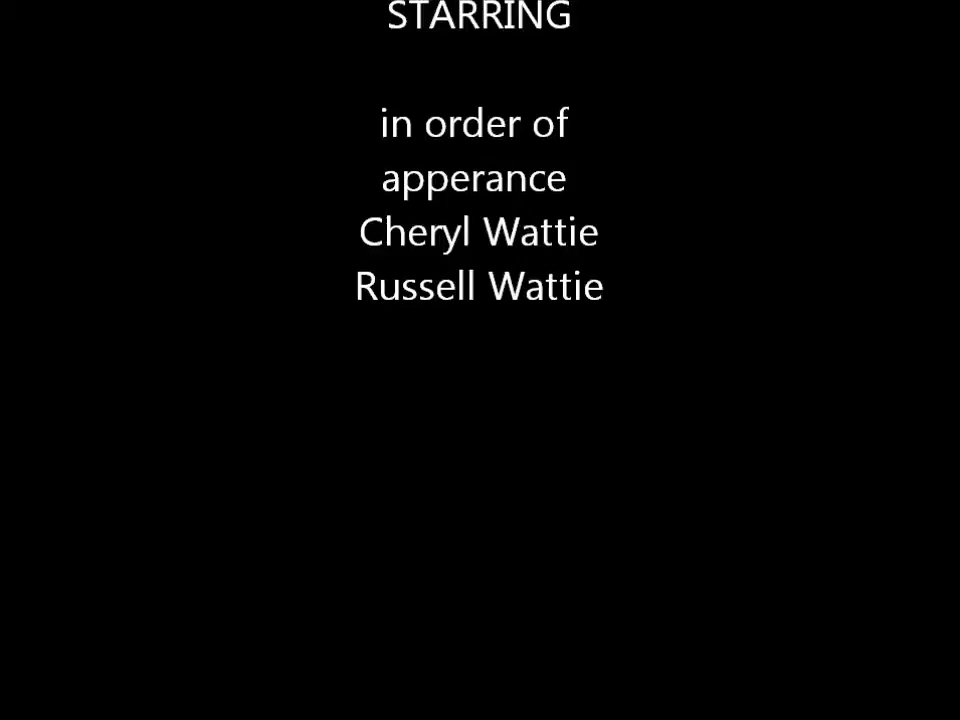 STARRING
in order of
apperance
Cheryl Wattie
Russell Wattie